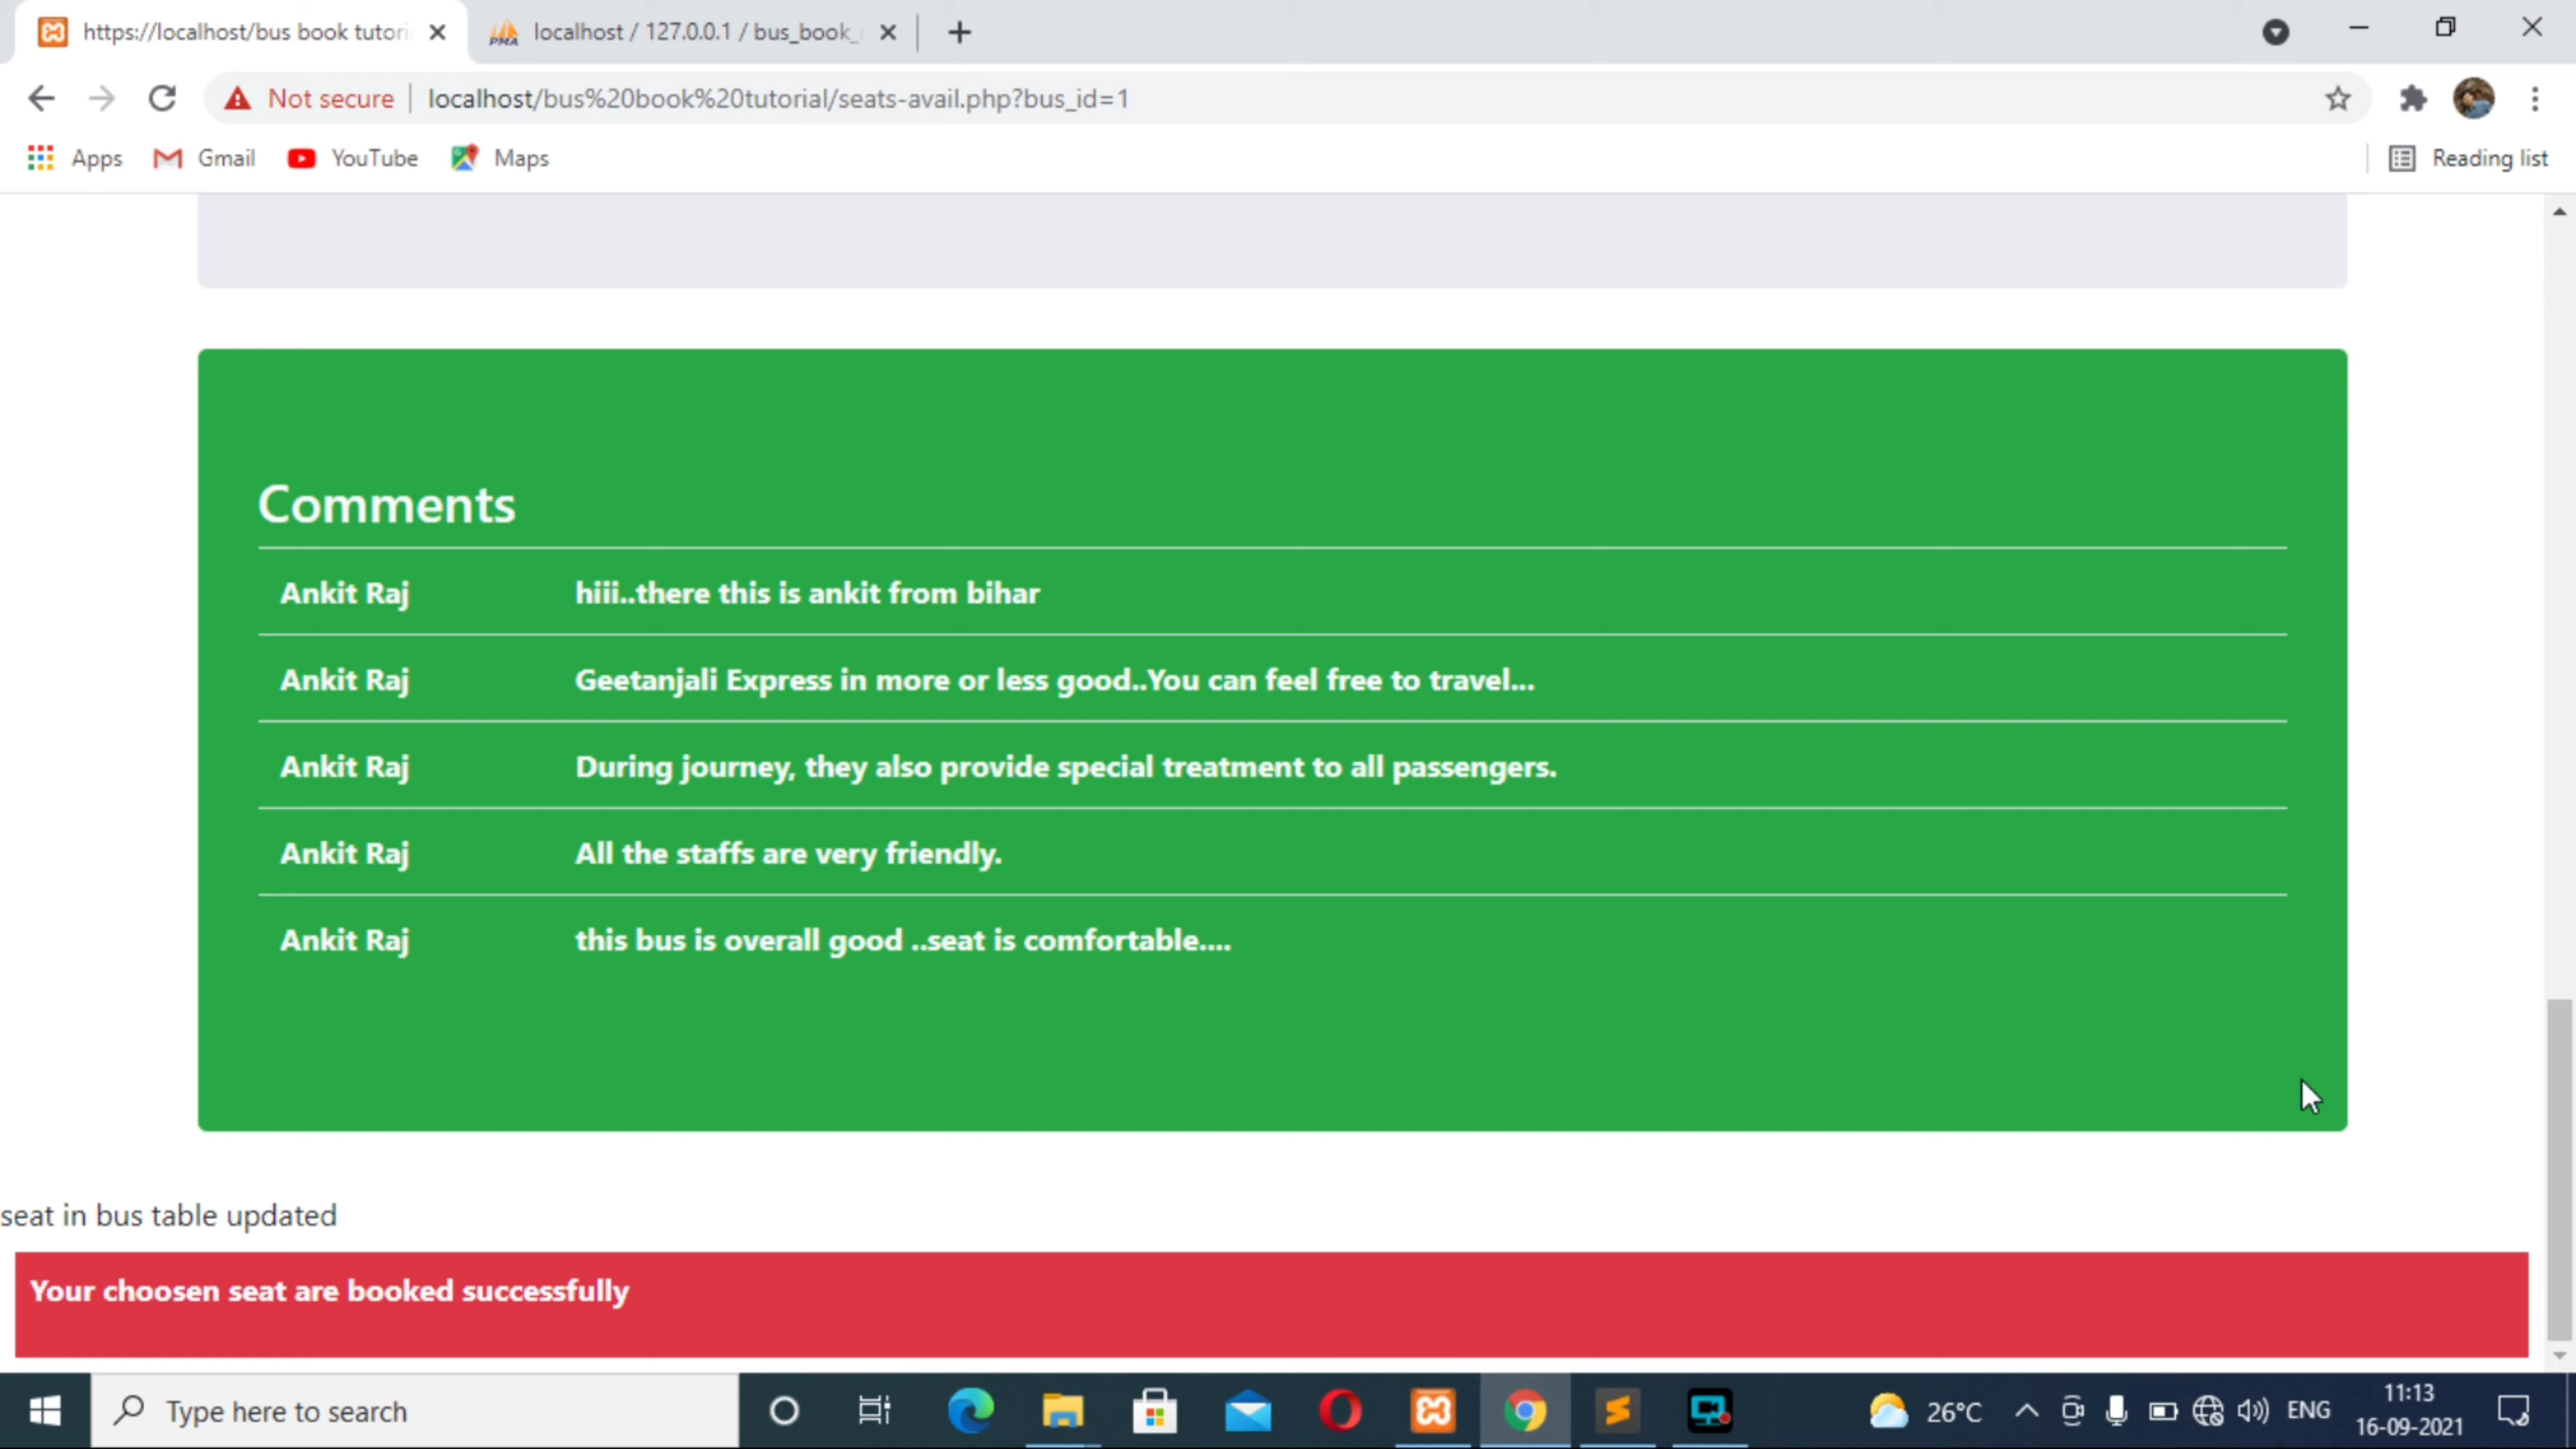 https://localhost/bus book tutori
localhost / 127.0.0.1 / bus_book_
Not secure localhost/bus%20book%20tutorial/seats-avail.php?bus_id=1
Apps Gmail YouTube Maps Reading list
Comments
Ankit Raj hiii..there this is ankit from bihar
Ankit Raj Geetanjali Express in more or less good..You can feel free to travel...
Ankit Raj During journey, they also provide special treatment to all passengers.
Ankit Raj All the staffs are very friendly.
Ankit Raj this bus is overall good ..seat is comfortable....
seat in bus table updated
Your choosen seat are booked successfully
Type here to search
26°C ENG
11:13
16-09-2021